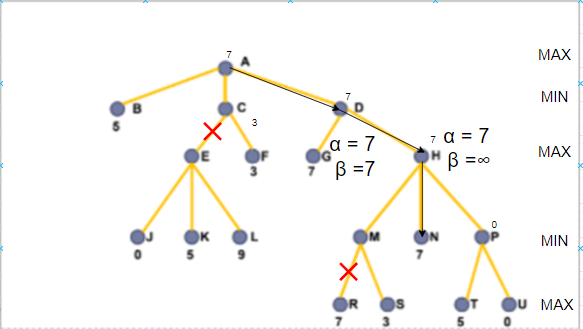 7
A
MAX
B
5
C
7
D
MIN
3
E
F
3
G
7
α = 7
β =7
7
H
α = 7
β =∞
MAX
J
0
K
5
L
9
M
N
7
0
P
MIN
R
7
S
3
T
5
U
0
MAX